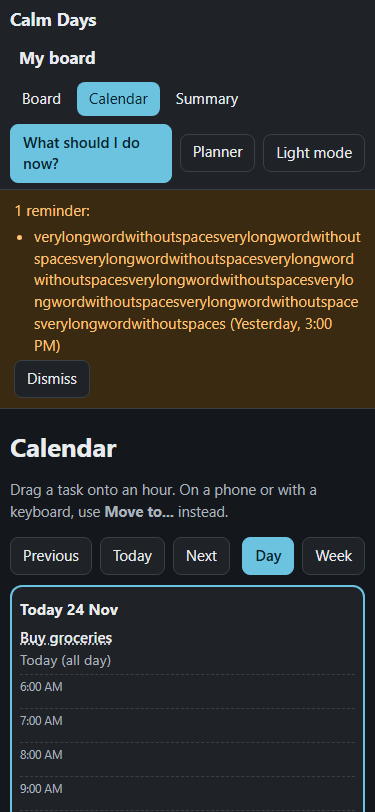 Calm Days
My board
Board Calendar Summary
What should I do now? Planner Light mode
1 reminder:
• verylongwordwithoutspacesverylongwordwithout
spacesverylongwordwithoutspacesverylongword
withoutspacesverylongwordwithoutspacesverylo
ngwordwithoutspacesverylongwordwithoutspace
sverylongwordwithoutspaces (Yesterday, 3:00
PM)
Dismiss
Calendar
Drag a task onto an hour. On a phone or with a
keyboard, use Move to... instead.
Previous Today Next Day Week
Today 24 Nov
Buy groceries
Today (all day)
6:00 AM
7:00 AM
8:00 AM
9:00 AM